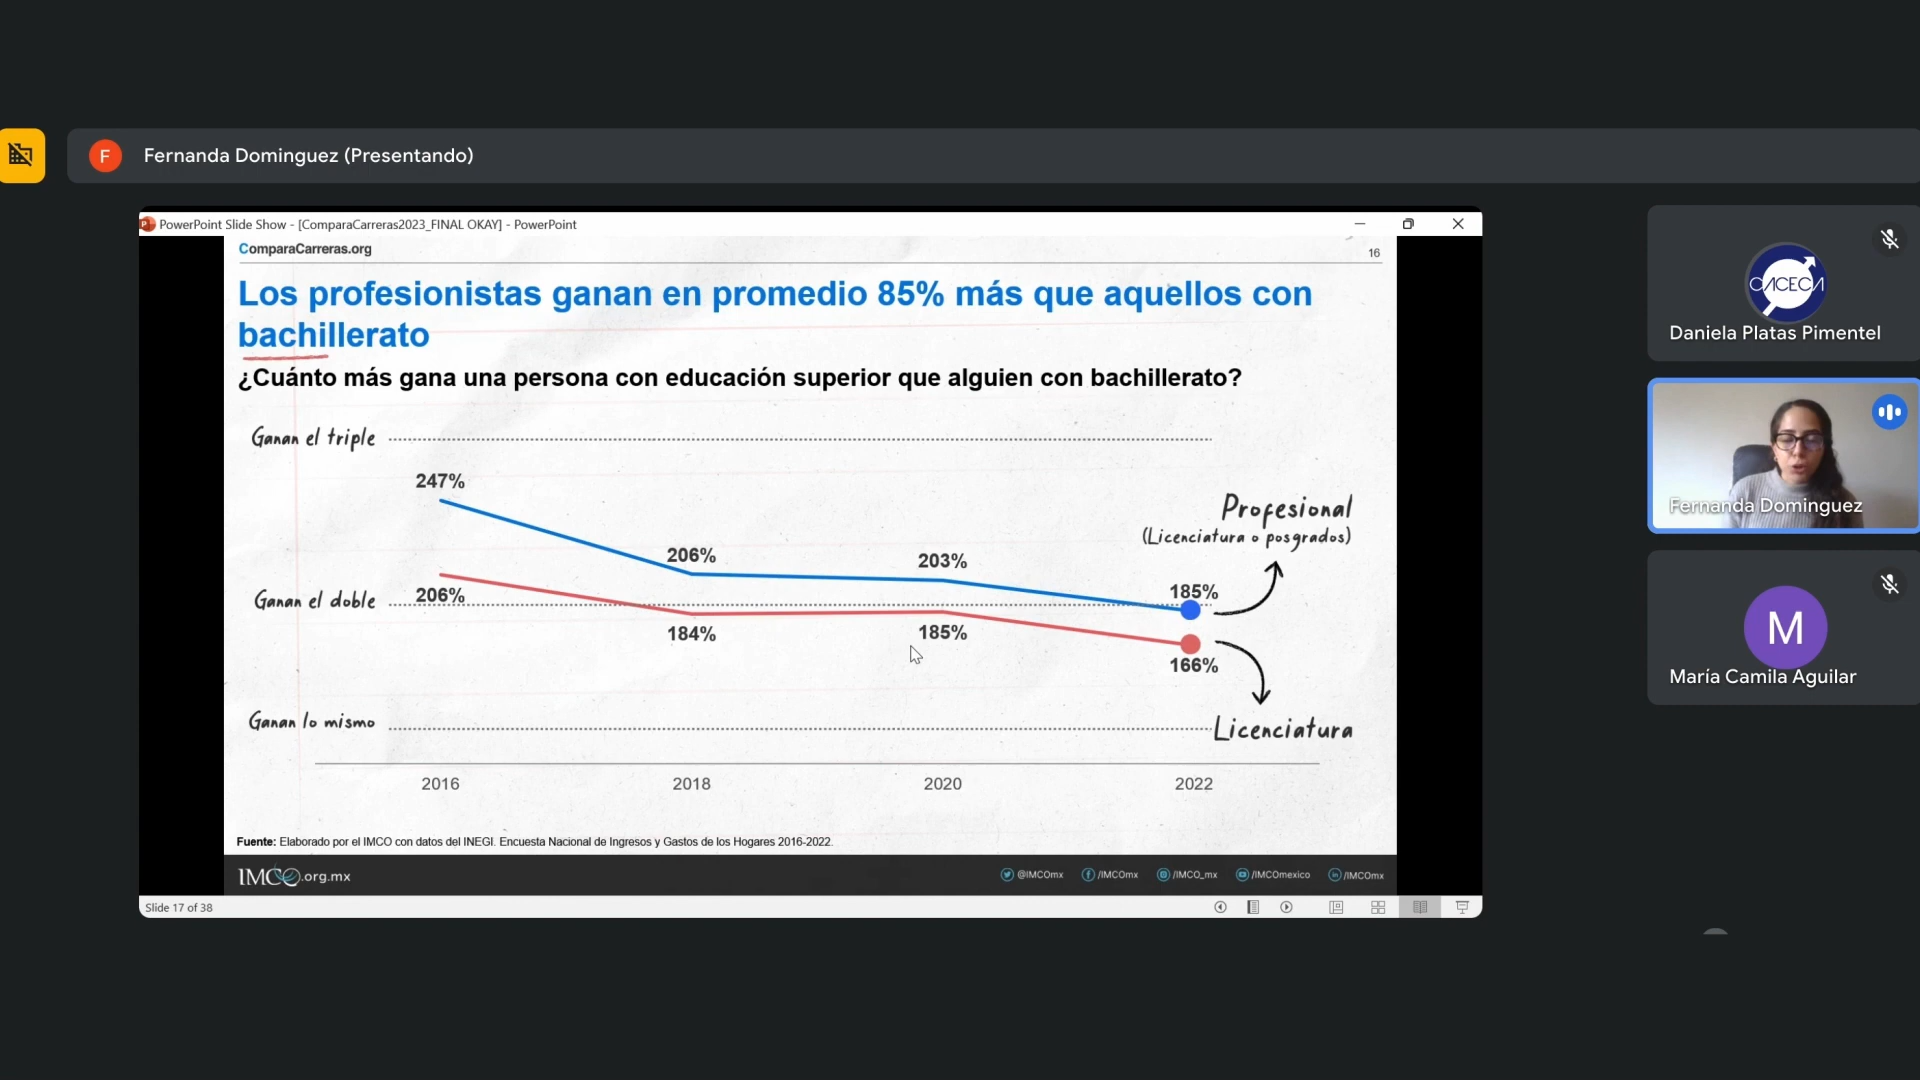 F Fernanda Dominguez (Presentando)
PowerPoint Slide Show - [ComparaCarreras2023_FINAL OKAY] - PowerPoint
ComparaCarreras.org
16
Los profesionistas ganan en promedio 85% más que aquellos con
bachillerato
¿Cuánto más gana una persona con educación superior que alguien con bachillerato?
Ganan el triple
247%
Profesional
(Licenciatura o posgrados)
206%
203%
185%
Ganan el doble
206%
184%
185%
166%
Ganan lo mismo
Licenciatura
2016
2018
2020
2022
Fuente: Elaborado por el IMCO con datos del INEGI. Encuesta Nacional de Ingresos y Gastos de los Hogares 2016-2022.
IMCO.org.mx
@IMCOmx
/IMCOmx
/IMCO_mx
/IMCOmexico
/IMCOmx
Slide 17 of 38
CACECA
Daniela Platas Pimentel
Fernanda Dominguez
M
María Camila Aguilar